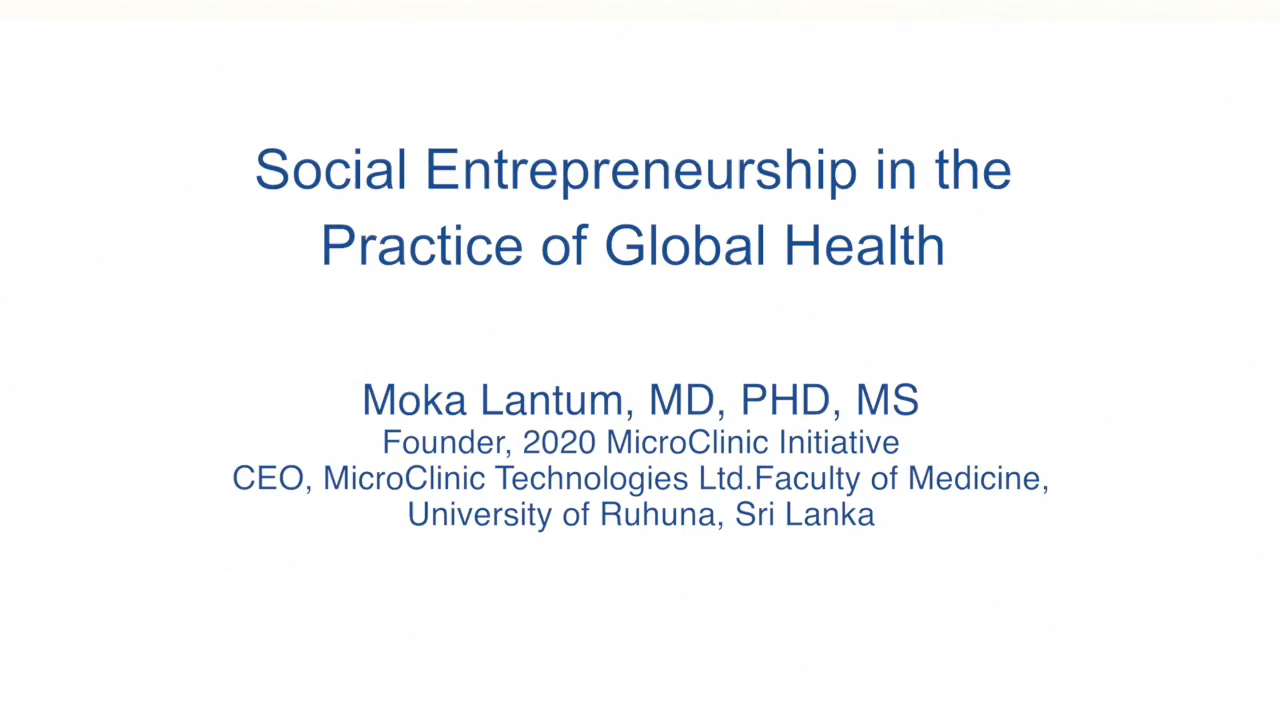 Social Entrepreneurship in the
Practice of Global Health
Moka Lantum, MD, PHD, MS
Founder, 2020 MicroClinic Initiative
CEO, MicroClinic Technologies Ltd.Faculty of Medicine,
University of Ruhuna, Sri Lanka